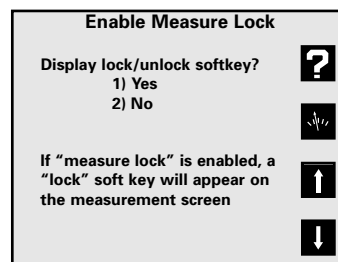 Enable Measure Lock
Display lock/unlock softkey?
1) Yes
2) No
If “measure lock” is enabled, a
“lock” soft key will appear on
the measurement screen
?